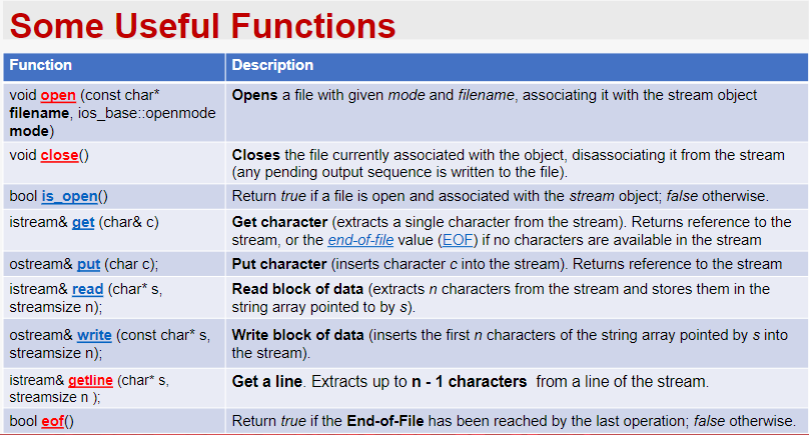 Some Useful Functions
Function
Description
void open (const char*
filename, ios_base::openmode
mode)
Opens a file with given mode and filename, associating it with the stream object
void close()
Closes the file currently associated with the object, disassociating it from the stream
(any pending output sequence is written to the file).
bool is_open()
Return true if a file is open and associated with the stream object; false otherwise.
istream& get (char& c)
Get character (extracts a single character from the stream). Returns reference to the
stream, or the end-of-file value (EOF) if no characters are available in the stream
ostream& put (char c);
Put character (inserts character c into the stream). Returns reference to the stream
istream& read (char* s,
streamsize n);
Read block of data (extracts n characters from the stream and stores them in the
string array pointed to by s).
ostream& write (const char* s,
streamsize n);
Write block of data (inserts the first n characters of the string array pointed by s into
the stream).
istream& getline (char* s,
streamsize n );
Get a line. Extracts up to n - 1 characters from a line of the stream.
bool eof()
Return true if the End-of-File has been reached by the last operation; false otherwise.